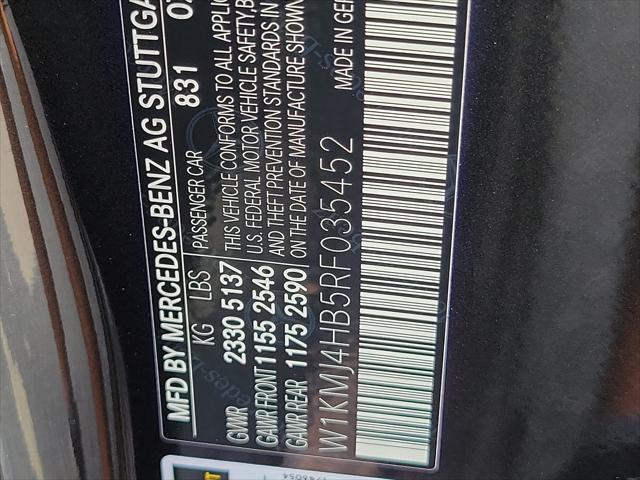 MFD BY MERCEDES-BENZ AG STUTTGA
831
KG LBS PASSENGER CAR
GVWR 2330 5137
GAWR FRONT 1155 2546
GAWR REAR 1175 2590
THIS VEHICLE CONFORMS TO ALL APPLIC
U.S. FEDERAL MOTOR VEHICLE SAFETY B
AND THEFT PREVENTION STANDARDS IN
ON THE DATE OF MANUFACTURE SHOWN
W1KMJ4HB5RF035452
MADE IN GER